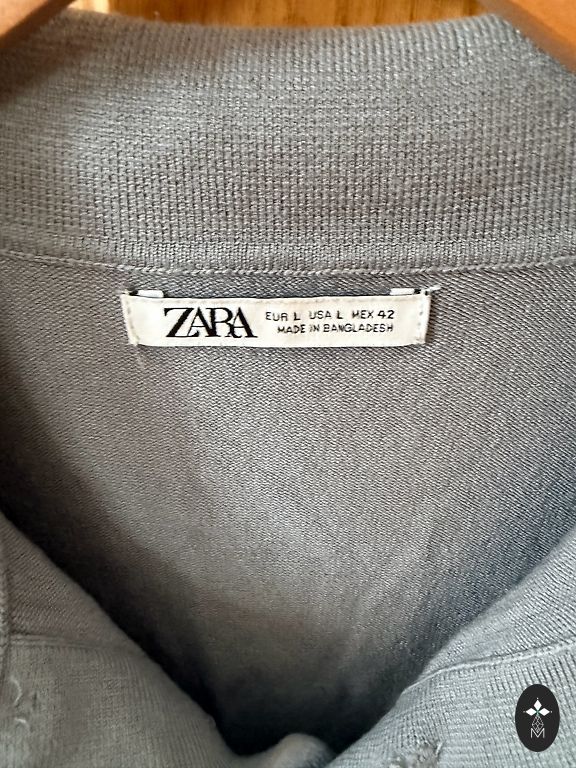 ZARA EUR L USA L MEX 42
MADE IN BANGLADESH
M